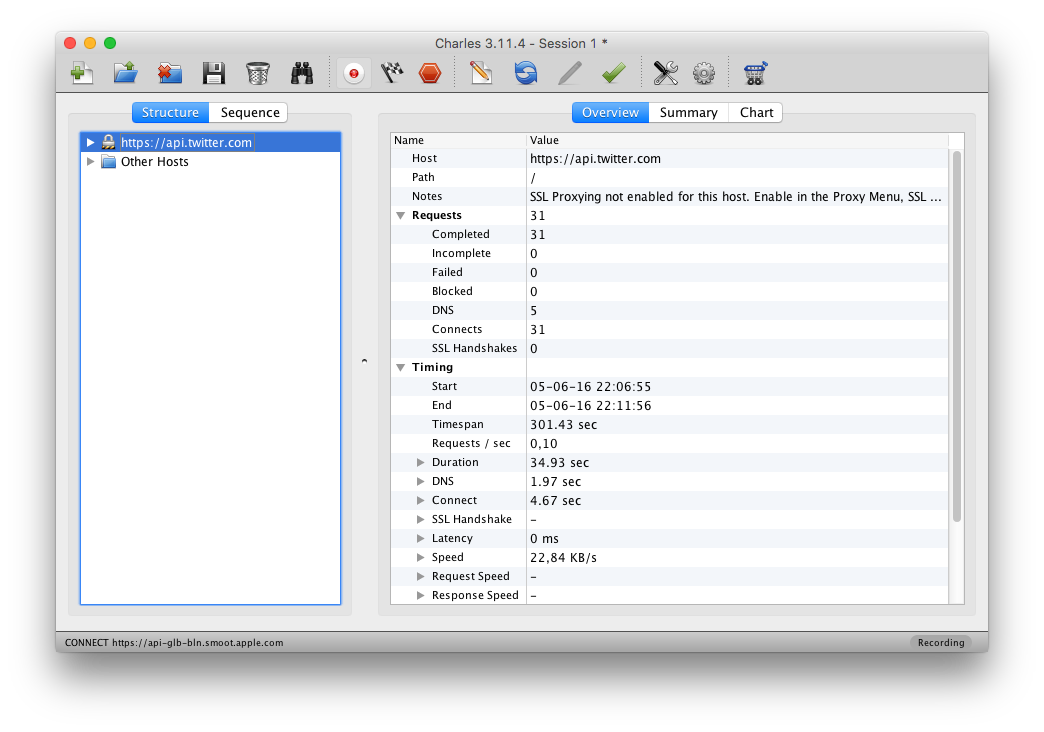 Charles 3.11.4 - Session 1 *
Structure Sequence
Overview Summary Chart
https://api.twitter.com
Other Hosts
Name Value
Host https://api.twitter.com
Path /
Notes SSL Proxying not enabled for this host. Enable in the Proxy Menu, SSL ...
Requests 31
Completed 31
Incomplete 0
Failed 0
Blocked 0
DNS 5
Connects 31
SSL Handshakes 0
Timing
Start 05-06-16 22:06:55
End 05-06-16 22:11:56
Timespan 301.43 sec
Requests / sec 0,10
Duration 34.93 sec
DNS 1.97 sec
Connect 4.67 sec
SSL Handshake -
Latency 0 ms
Speed 22,84 KB/s
Request Speed -
Response Speed -
CONNECT https://api-glb-bln.smoot.apple.com Recording